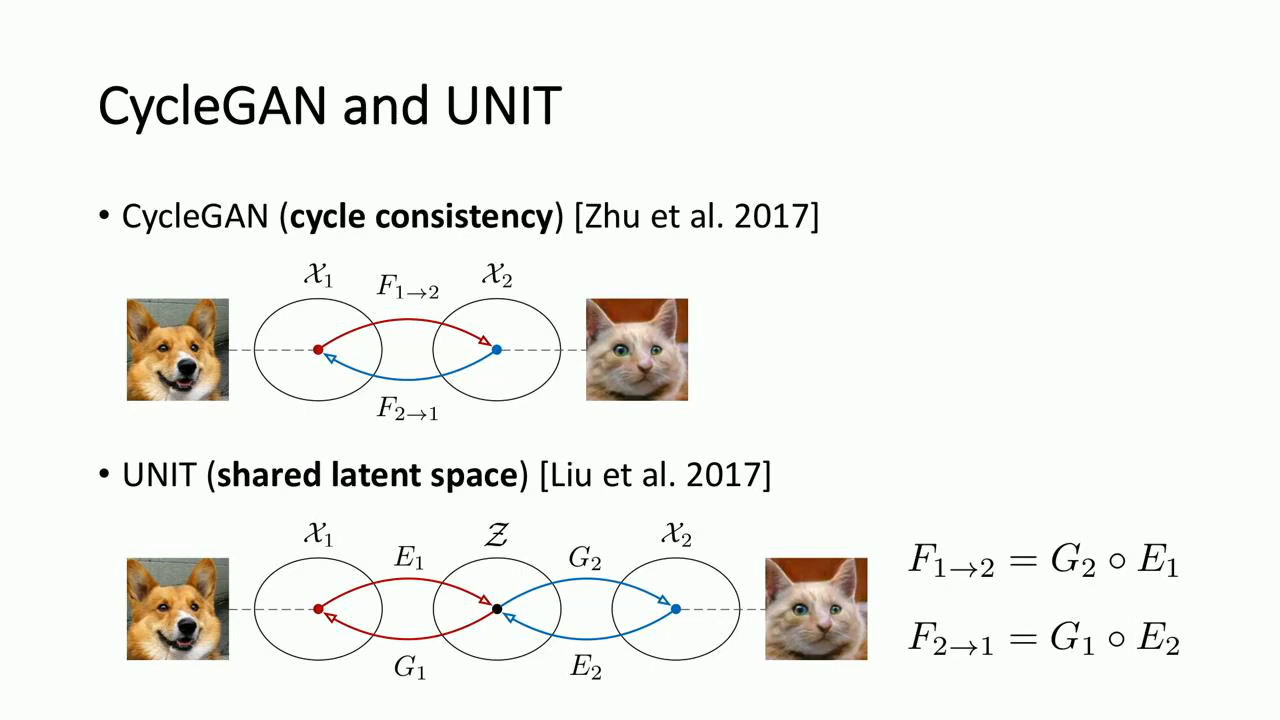 CycleGAN and UNIT
• CycleGAN (cycle consistency) [Zhu et al. 2017]
𝒳₁ F₁→₂ 𝒳₂
F₂→₁
• UNIT (shared latent space) [Liu et al. 2017]
𝒳₁ E₁ 𝒵 G₂ 𝒳₂
G₁ E₂
F₁→₂ = G₂ ∘ E₁
F₂→₁ = G₁ ∘ E₂